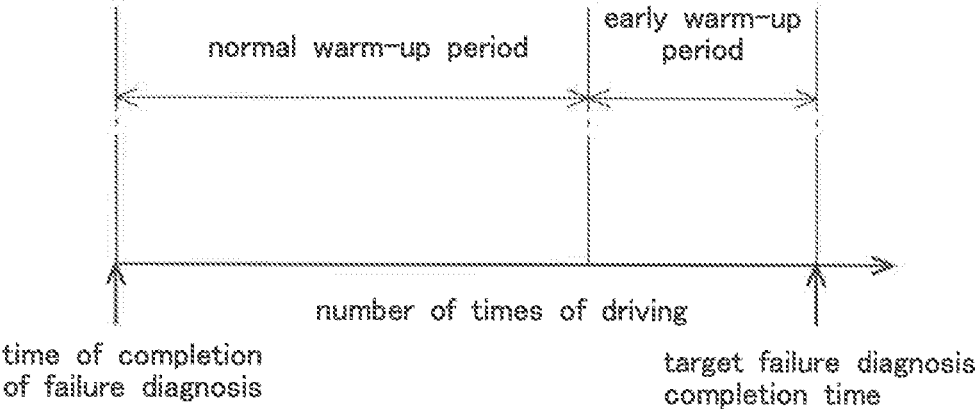 normal warm-up period
early warm-up
period
number of times of driving
time of completion
of failure diagnosis
target failure diagnosis
completion time